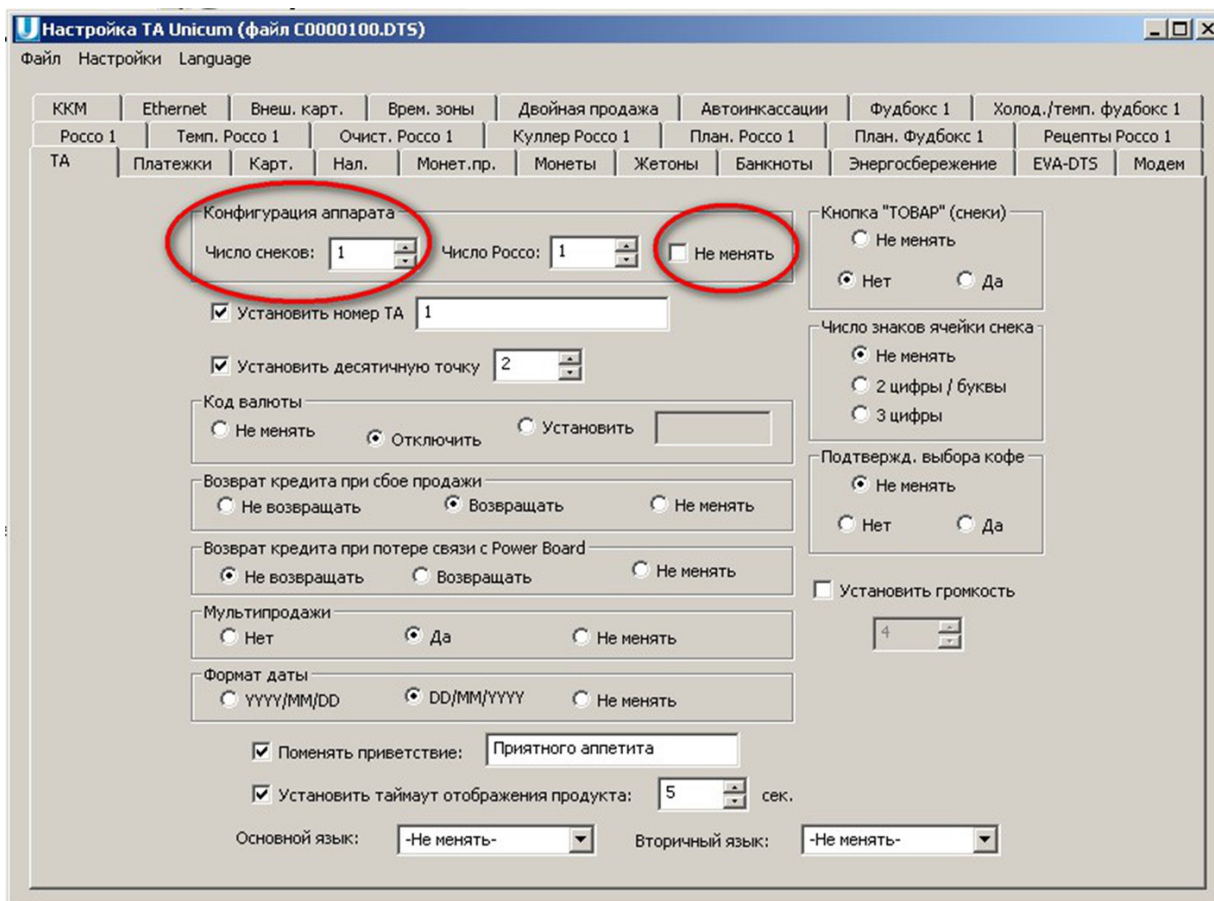 Настройка TA Unicum (файл C0000100.DTS)
Файл Настройки Language
ККМ Ethernet Внеш. карт. Врем. зоны Двойная продажа Автоинкассации Фудбокс 1 Холод./темп. фудбокс 1
Россо 1 Темп. Россо 1 Очист. Россо 1 Куллер Россо 1 План. Россо 1 План. Фудбокс 1 Рецепты Россо 1
ТА Платежки Карт. Нал. Монет.пр. Монеты Жетоны Банкноты Энергосбережение EVA-DTS Модем
Конфигурация аппарата
Число снеков: 1 Число Россо: 1 Не менять
Установить номер ТА 1
Установить десятичную точку 2
Код валюты
Не менять Отключить Установить
Возврат кредита при сбое продажи
Не возвращать Возвращать Не менять
Возврат кредита при потере связи с Power Board
Не возвращать Возвращать Не менять
Мультипродажи
Нет Да Не менять
Формат даты
YYYY/MM/DD DD/MM/YYYY Не менять
Поменять приветствие: Приятного аппетита
Установить таймаут отображения продукта: 5 сек.
Основной язык: -Не менять- Вторичный язык: -Не менять-
Кнопка "ТОВАР" (снеки)
Не менять
Нет Да
Число знаков ячейки снека
Не менять
2 цифры / буквы
3 цифры
Подтвержд. выбора кофе
Не менять
Нет Да
Установить громкость
4